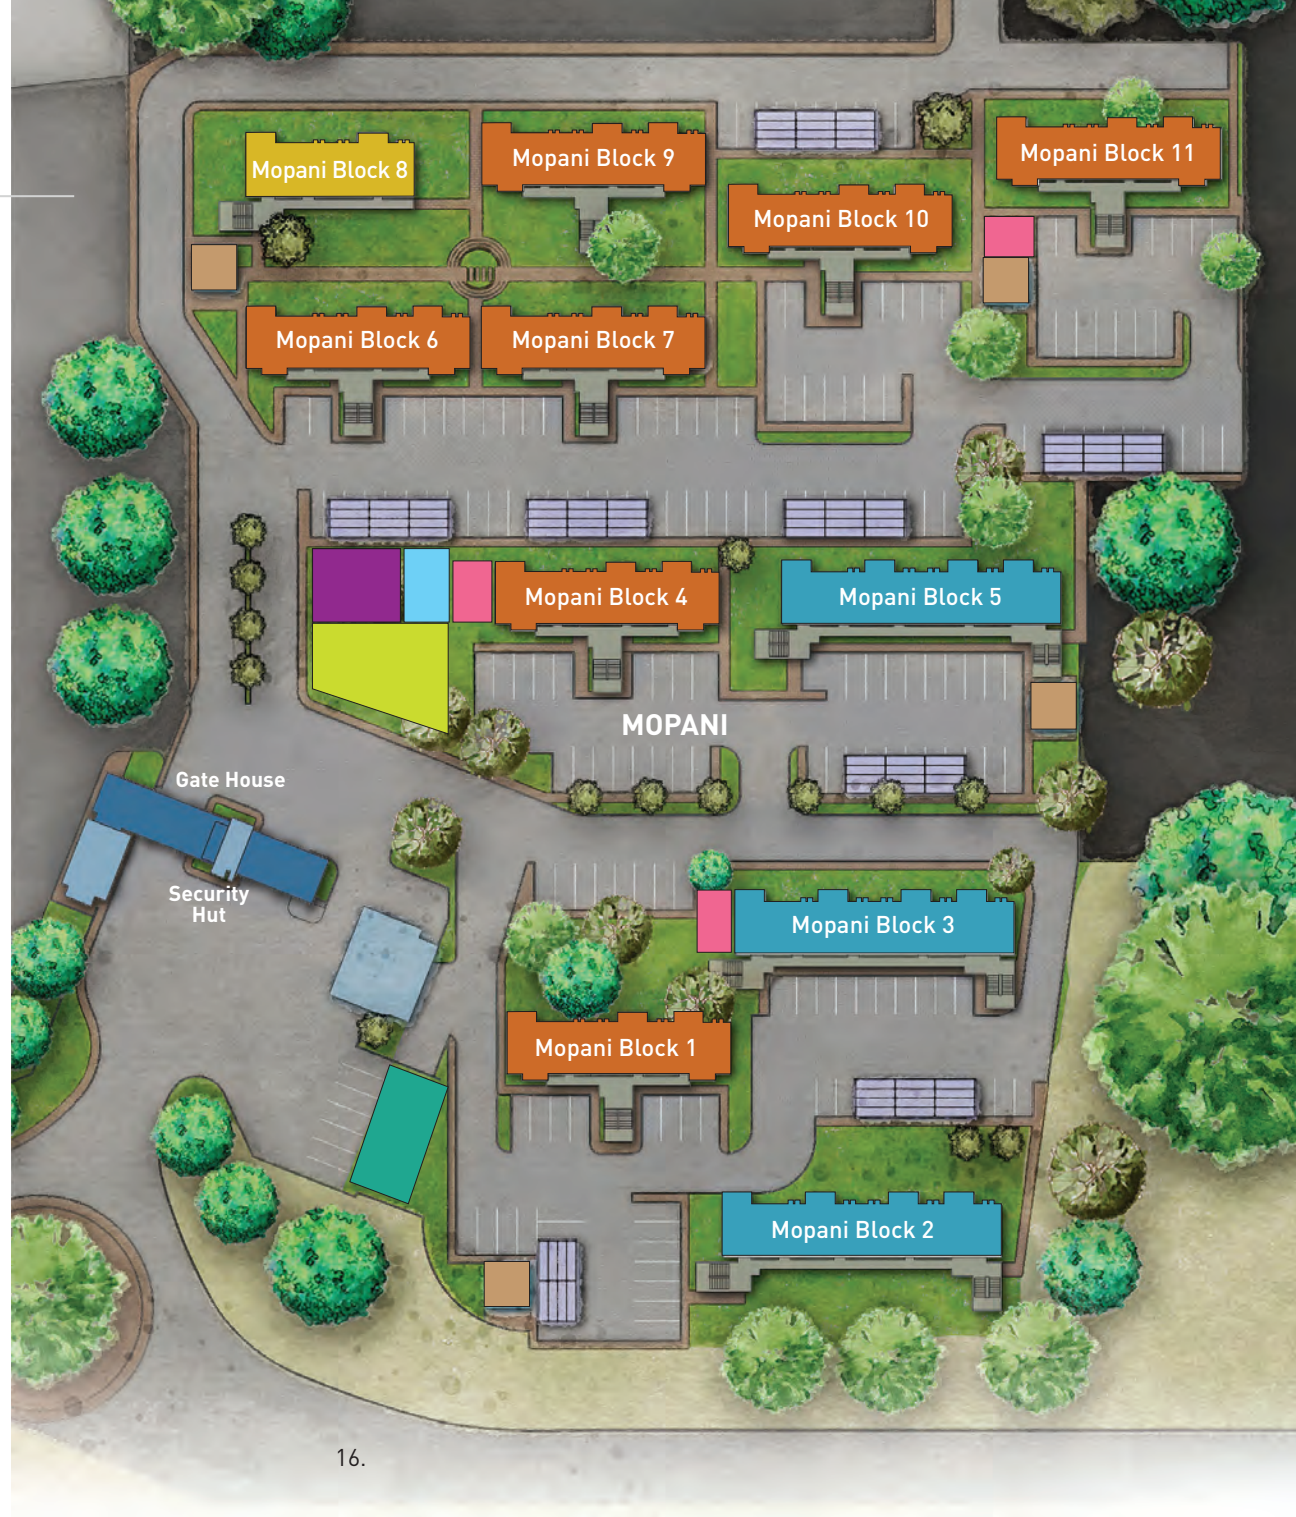 Mopani Block 8
Mopani Block 9
Mopani Block 10
Mopani Block 11
Mopani Block 6
Mopani Block 7
Mopani Block 4
Mopani Block 5
MOPANI
Gate House
Security
Hut
Mopani Block 3
Mopani Block 1
Mopani Block 2
16.